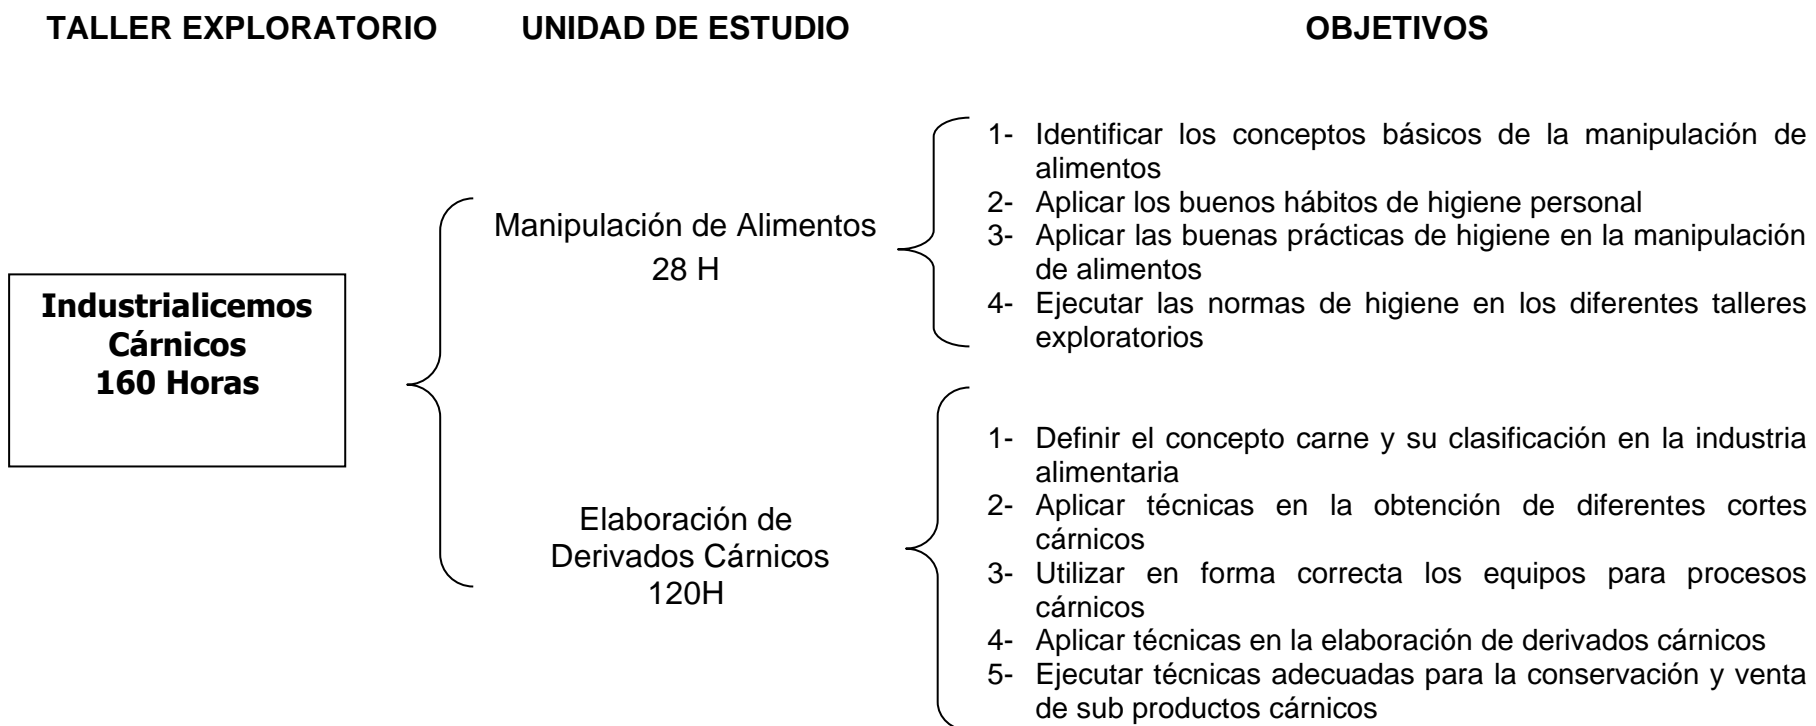 TALLER EXPLORATORIO UNIDAD DE ESTUDIO OBJETIVOS
Industrialicemos
Cárnicos
160 Horas
Manipulación de Alimentos
28 H
1- Identificar los conceptos básicos de la manipulación de
alimentos
2- Aplicar los buenos hábitos de higiene personal
3- Aplicar las buenas prácticas de higiene en la manipulación
de alimentos
4- Ejecutar las normas de higiene en los diferentes talleres
exploratorios
Elaboración de
Derivados Cárnicos
120H
1- Definir el concepto carne y su clasificación en la industria
alimentaria
2- Aplicar técnicas en la obtención de diferentes cortes
cárnicos
3- Utilizar en forma correcta los equipos para procesos
cárnicos
4- Aplicar técnicas en la elaboración de derivados cárnicos
5- Ejecutar técnicas adecuadas para la conservación y venta
de sub productos cárnicos